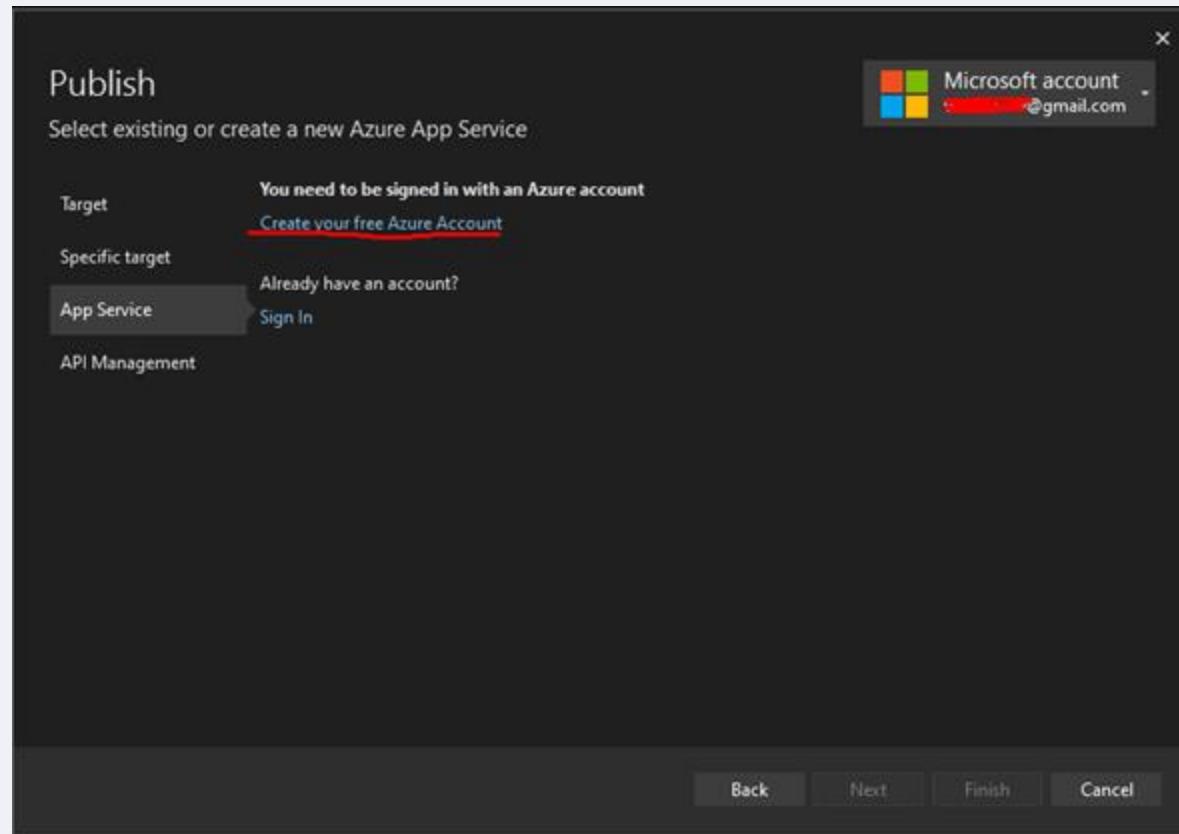 Publish
Select existing or create a new Azure App Service
Microsoft account
@gmail.com
Target
Specific target
App Service
API Management
You need to be signed in with an Azure account
Create your free Azure Account
Already have an account?
Sign In
Back
Next
Finish
Cancel